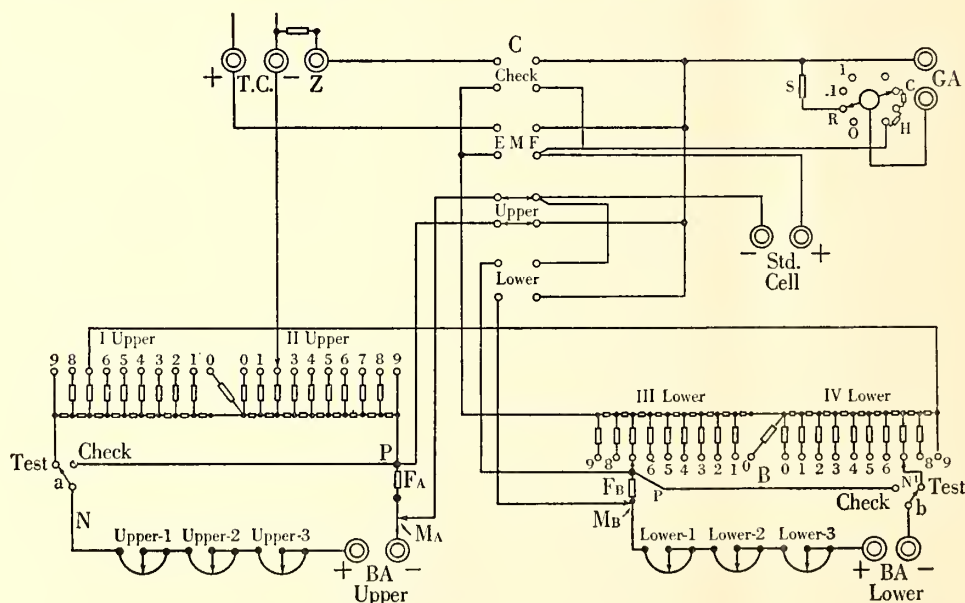 C
+ T.C. - Z
Check
GA
S
1
.1
R
O
C
H
E M F
Upper
- Std. Cell +
Lower
I Upper
II Upper
9 8 6 5 4 3 2 1 0 0 1 3 4 5 6 7 8 9
III Lower
IV Lower
9 8 6 5 4 3 2 1 0 B 0 1 2 3 4 5 6 8 9
Test
Check
P
a
F_A
N
M_A
Upper-1 Upper-2 Upper-3
+ BA -
Upper
F_B
P
M_B
N¹
Test
Check
b
Lower-1 Lower-2 Lower-3
+ BA -
Lower